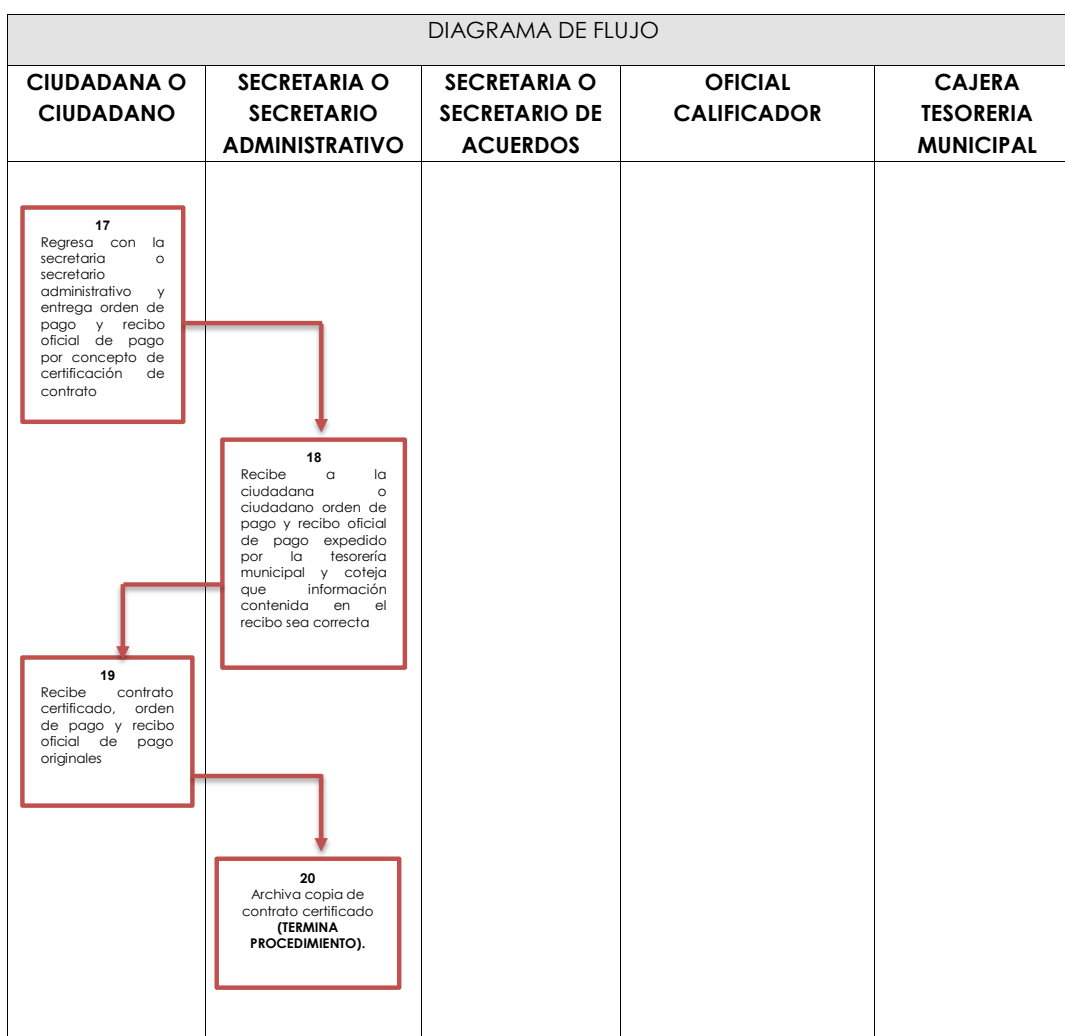 DIAGRAMA DE FLUJO
CIUDADANA O
CIUDADANO
SECRETARIA O
SECRETARIO
ADMINISTRATIVO
SECRETARIA O
SECRETARIO DE
ACUERDOS
OFICIAL
CALIFICADOR
CAJERA
TESORERIA
MUNICIPAL
17
Regresa con la
secretaria o
secretario
administrativo y
entrega orden de
pago y recibo
oficial de pago
por concepto de
certificación de
contrato
18
Recibe a la
ciudadana o
ciudadano orden de
pago y recibo oficial
de pago expedido
por la tesorería
municipal y coteja
que información
contenida en el
recibo sea correcta
19
Recibe contrato
certificado, orden
de pago y recibo
oficial de pago
originales
20
Archiva copia de
contrato certificado
(TERMINA
PROCEDIMIENTO).